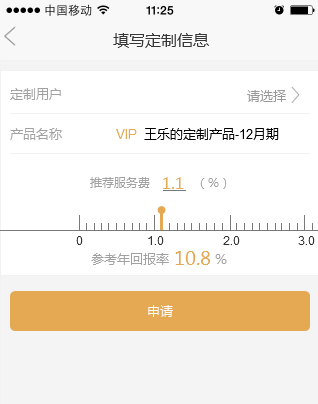 中国移动 11:25
填写定制信息
定制用户 请选择
产品名称 VIP 王乐的定制产品-12月期
推荐服务费 1.1 （%）
0 1.0 2.0 3.0
参考年回报率 10.8 %
申请